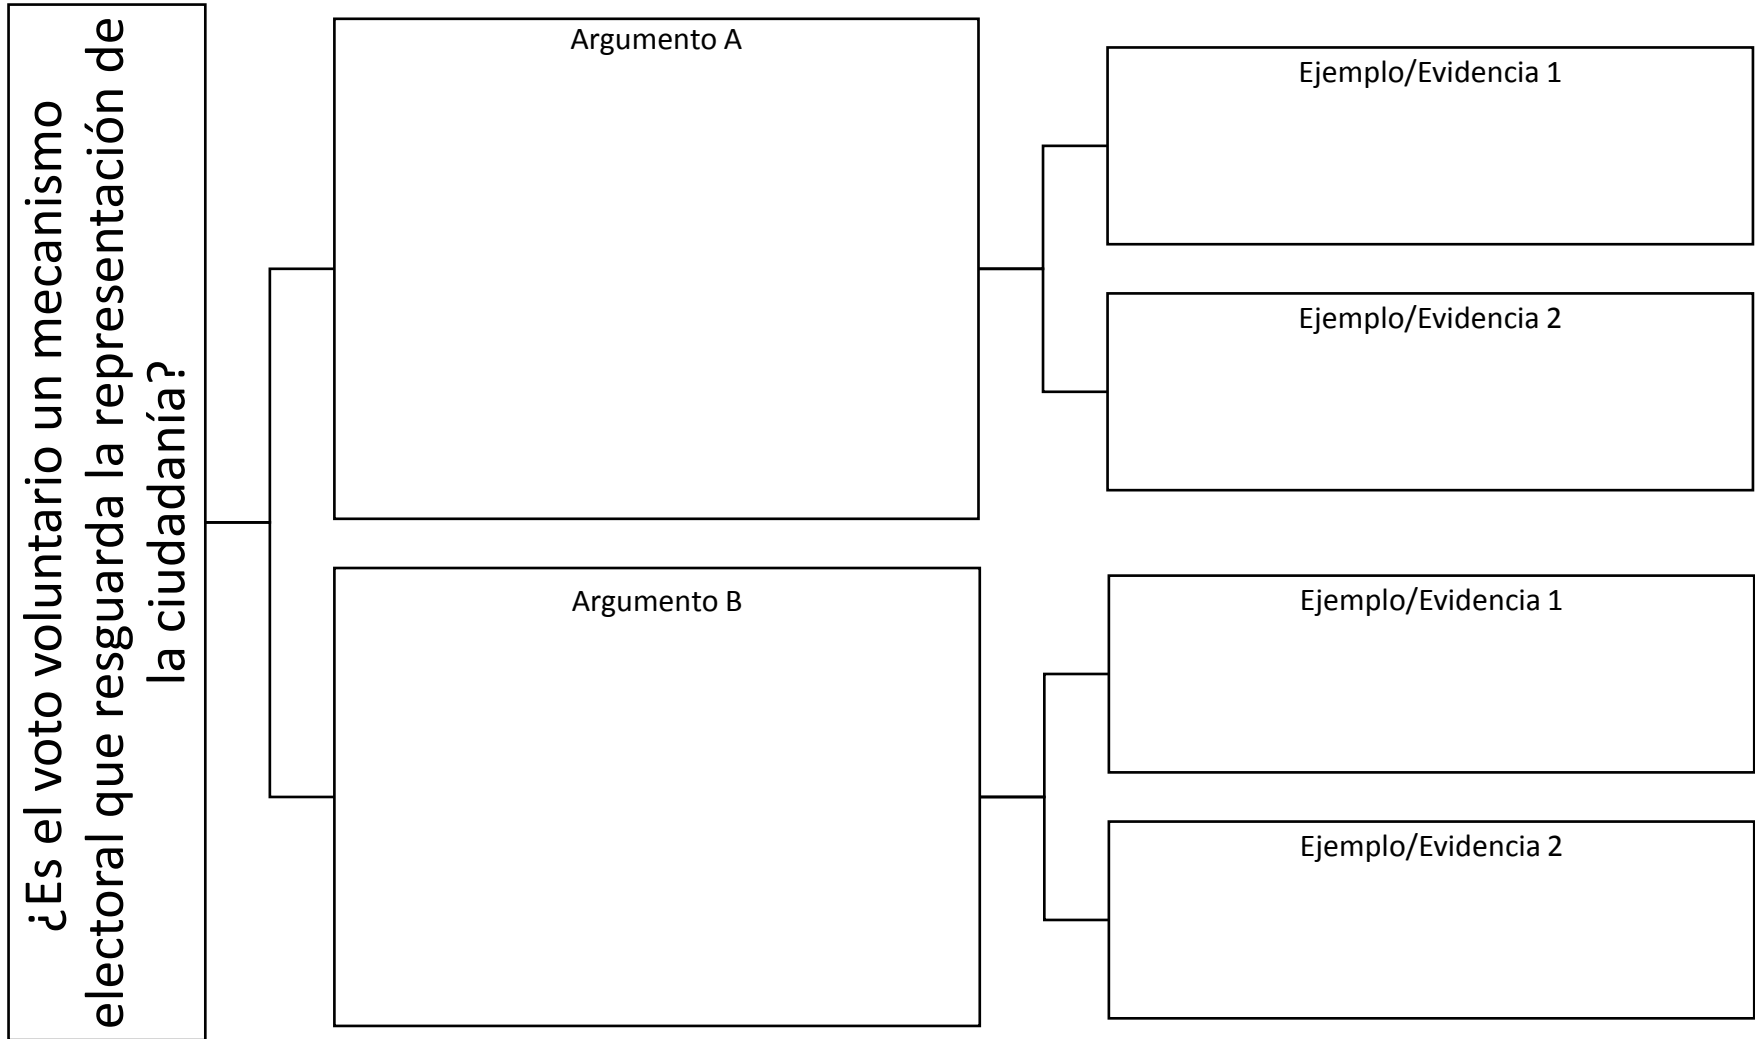 ¿Es el voto voluntario un mecanismo
electoral que resguarda la representación de
la ciudadanía?
Argumento A
Ejemplo/Evidencia 1
Ejemplo/Evidencia 2
Argumento B
Ejemplo/Evidencia 1
Ejemplo/Evidencia 2